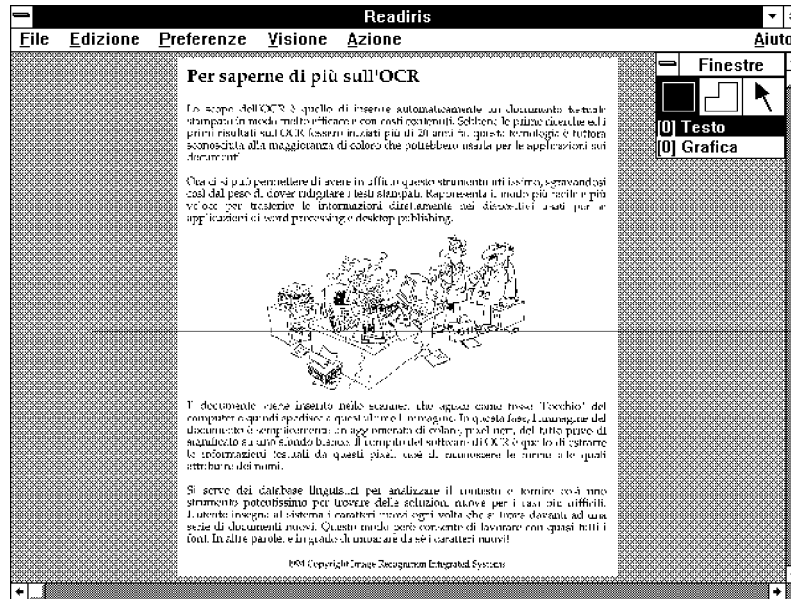 Readiris
File Edizione Preferenze Visione Azione Aiuto
Finestre
[0] Testo
[0] Grafica
Per saperne di più sull'OCR
Lo scopo dell'OCR è quello di inserire automaticamente un documento testuale
stampato in modo molto efficace e con costi contenuti. Sebbene le prime ricerche ed i
primi risultati sull'OCR fossero iniziati più di 20 anni fa, questa tecnologia è tuttora
sconosciuta alla maggioranza di coloro che potrebbero usarla per le applicazioni sui
documenti
Ora ci si può permettere di avere in ufficio questo strumento sgravandosi
così dal peso di dover ridigitare i testi stampati. Rappresenta il modo più facile e più
veloce per trasferire le informazioni direttamente nei dispositivi usati per le
applicazioni di word processing e desktop publishing.
Il documento viene inserito nello scanner, che agisce come fosse "l'occhio" del
computer e quindi spedisce a quest'ultimo l'immagine. In questa fase, l'immagine del
documento è semplicemente un agglomerato di colore, pixel neri, del tutto privo di
significato su uno sfondo bianco. Il compito del software di OCR è quello di estrarre
le informazioni testuali da questi pixel, cioè di riconoscere le forme alle quali
attribuire dei nomi.
Si serve dei database linguistici per analizzare il contesto e fornire così uno
strumento potentissimo per trovare delle soluzioni nuove per i casi più difficili.
L'utente insegna al sistema i caratteri nuovi ogni volta che si trova davanti ad una
serie di documenti nuovi. Questo modo però consente di lavorare con quasi tutti i
font. In altre parole, è in grado di imparare da sé i caratteri nuovi!
1994 Copyright Image Recognition Integrated Systems